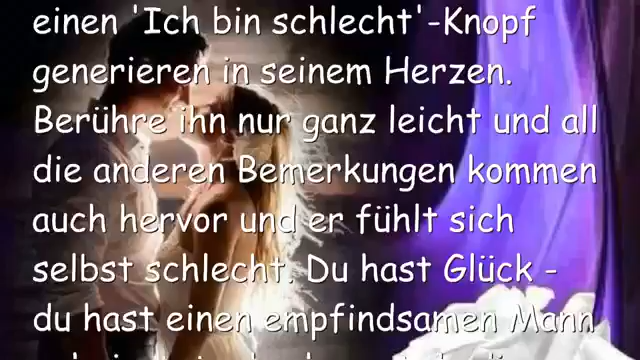 einen 'Ich bin schlecht'-Knopf
generieren in seinem Herzen.
Berühre ihn nur ganz leicht und all
die anderen Bemerkungen kommen
auch hervor und er fühlt sich
selbst schlecht. Du hast Glück -
du hast einen empfindsamen Mann